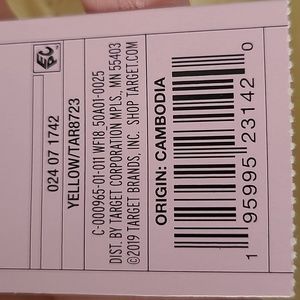 EC
024 07 1742
YELLOW/TAR8723
C-000965-01-011 WF18_50A01-0025
DIST. BY TARGET CORPORATION MPLS., MN 55403
©2019 TARGET BRANDS, INC. SHOP TARGET.COM
ORIGIN: CAMBODIA
1 95995 23142 0